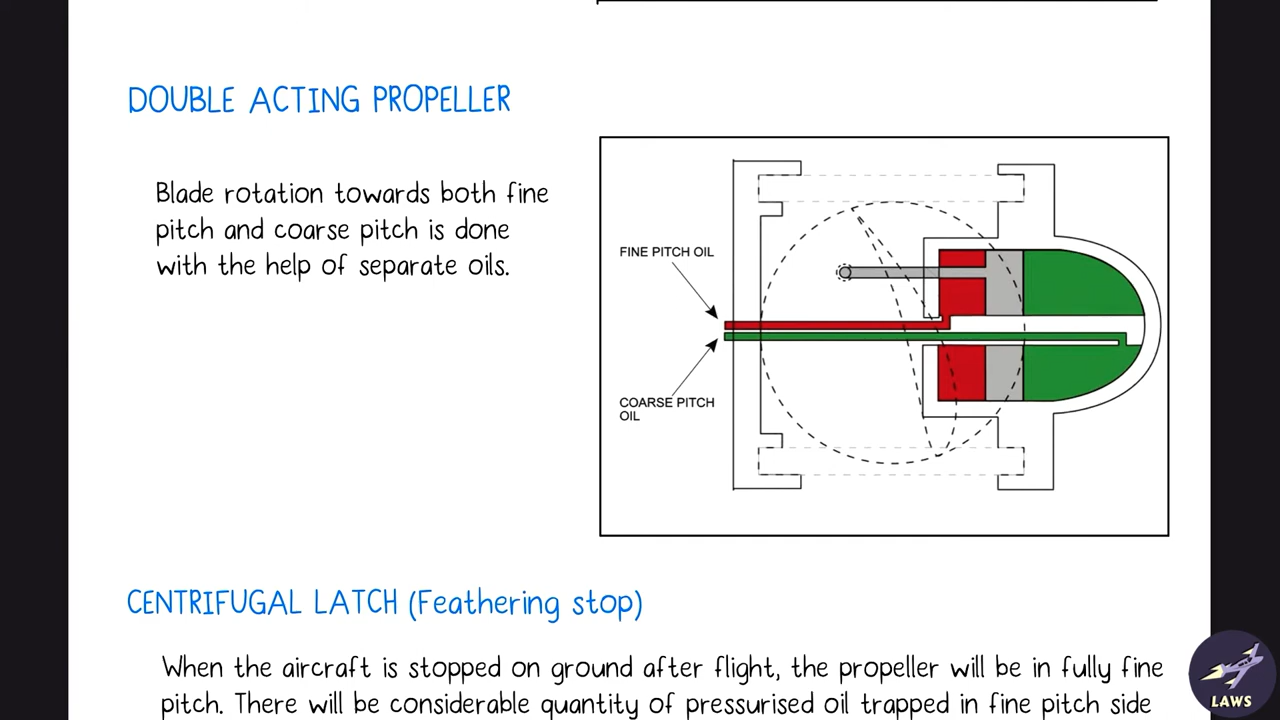 DOUBLE ACTING PROPELLER
Blade rotation towards both fine
pitch and coarse pitch is done
with the help of separate oils.
FINE PITCH OIL
COARSE PITCH
OIL
CENTRIFUGAL LATCH (Feathering stop)
When the aircraft is stopped on ground after flight, the propeller will be in fully fine
pitch. There will be considerable quantity of pressurised oil trapped in fine pitch side
LAWS